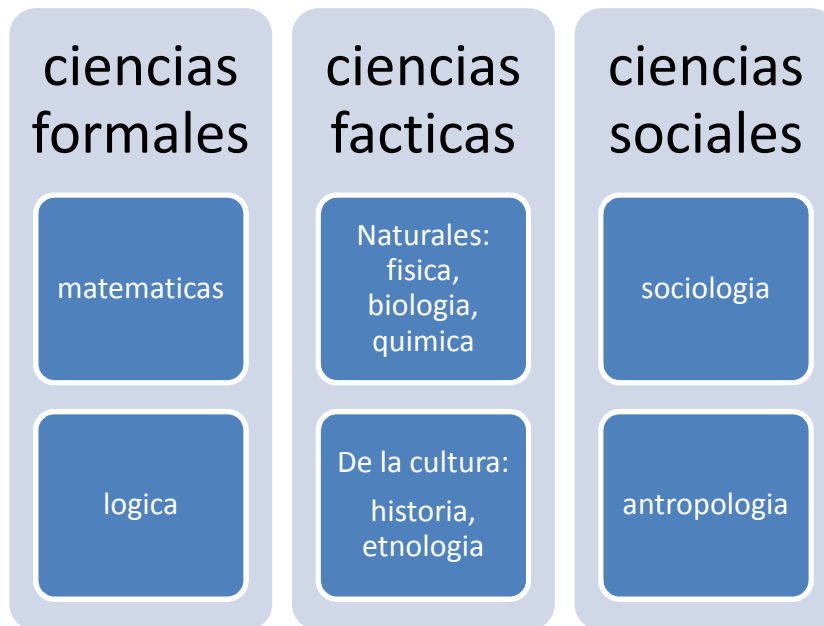 ciencias
formales
matematicas
logica
ciencias
facticas
Naturales:
fisica,
biologia,
quimica
De la cultura:
historia,
etnologia
ciencias
sociales
sociologia
antropologia